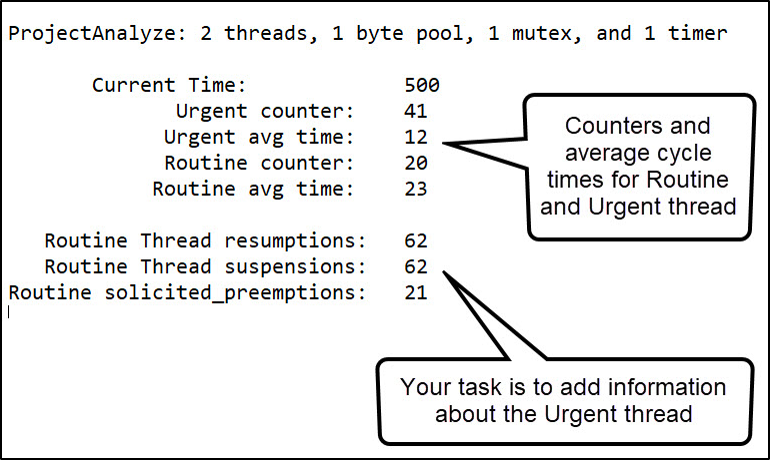 ProjectAnalyze: 2 threads, 1 byte pool, 1 mutex, and 1 timer
Current Time: 500
Urgent counter: 41
Urgent avg time: 12
Routine counter: 20
Routine avg time: 23
Counters and
average cycle
times for Routine
and Urgent thread
Routine Thread resumptions: 62
Routine Thread suspensions: 62
Routine solicited_preemptions: 21
Your task is to add information
about the Urgent thread